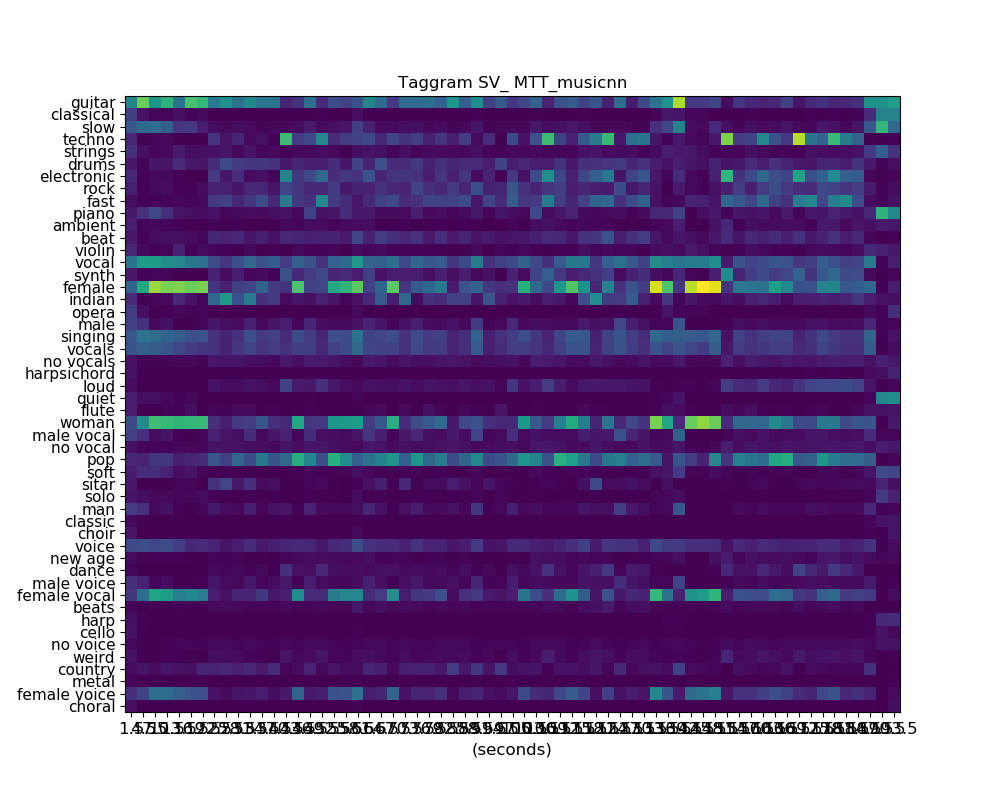 Taggram SV_ MTT_musicnn
guitar
classical
slow
techno
strings
drums
electronic
rock
fast
piano
ambient
beat
violin
vocal
synth
female
indian
opera
male
singing
vocals
no vocals
harpsichord
loud
quiet
flute
woman
male vocal
no vocal
pop
soft
sitar
solo
man
classic
choir
voice
new age
dance
male voice
female vocal
beats
harp
cello
no voice
weird
country
metal
female voice
choral
(seconds)